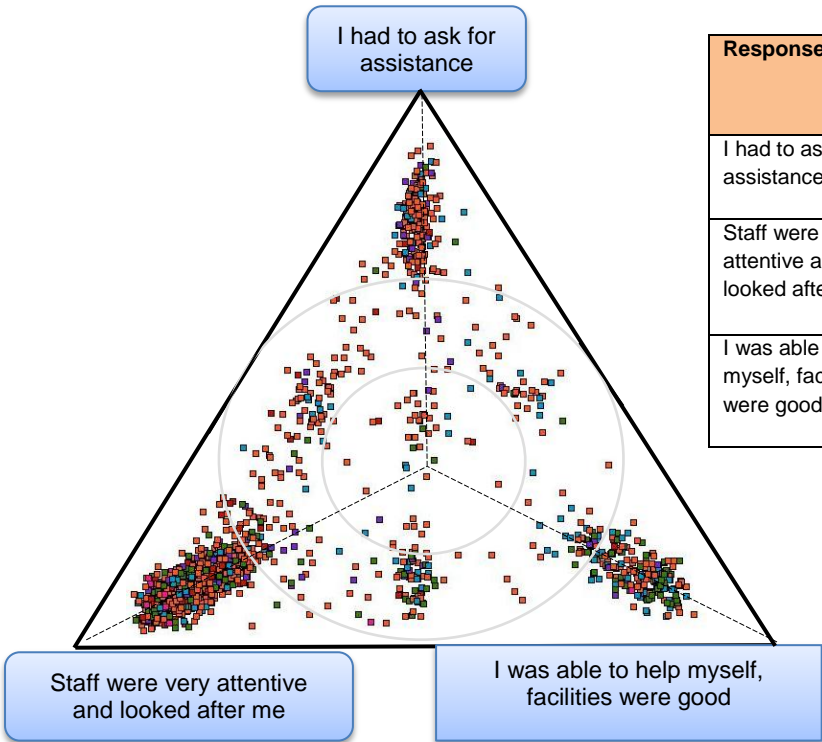 I had to ask for
assistance
Response
I had to as
assistance
Staff were
attentive a
looked afte
I was able
myself, fac
were good
Staff were very attentive
and looked after me
I was able to help myself,
facilities were good